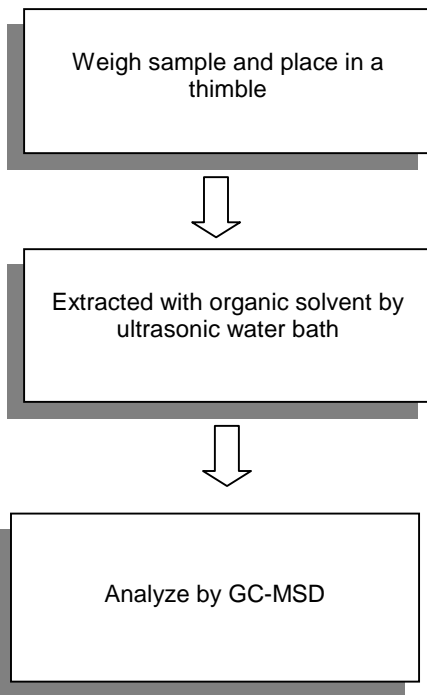 Weigh sample and place in a
thimble
Extracted with organic solvent by
ultrasonic water bath
Analyze by GC-MSD